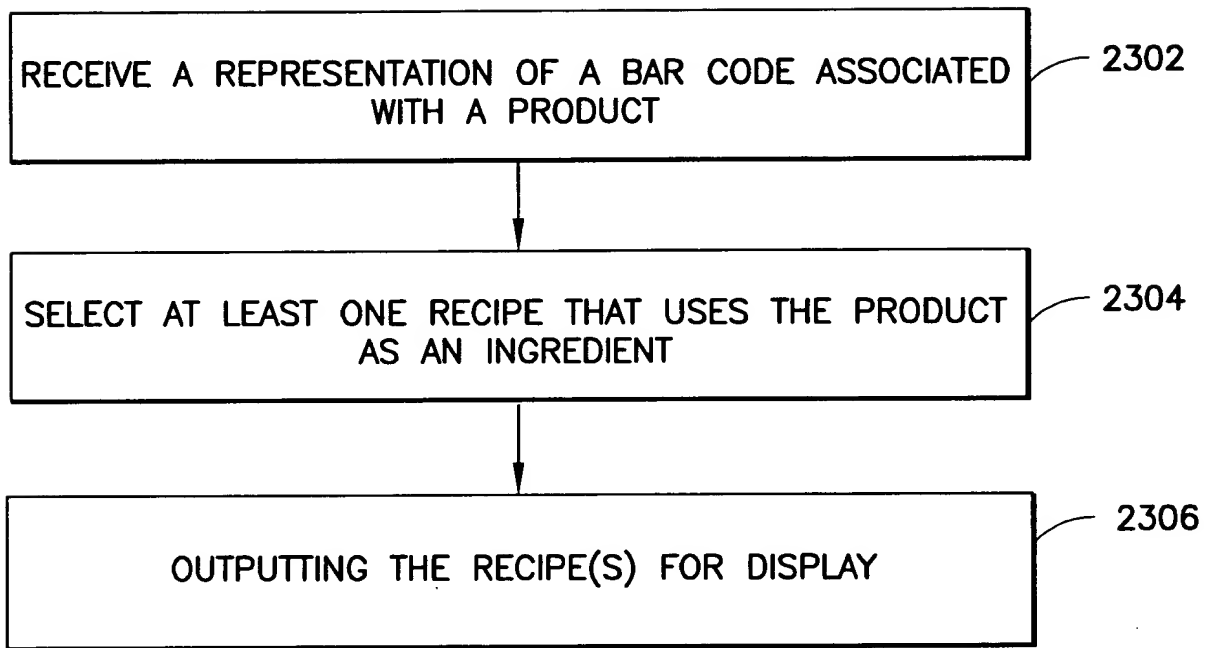 RECEIVE A REPRESENTATION OF A BAR CODE ASSOCIATED
WITH A PRODUCT
2302
SELECT AT LEAST ONE RECIPE THAT USES THE PRODUCT
AS AN INGREDIENT
2304
OUTPUTTING THE RECIPE(S) FOR DISPLAY
2306